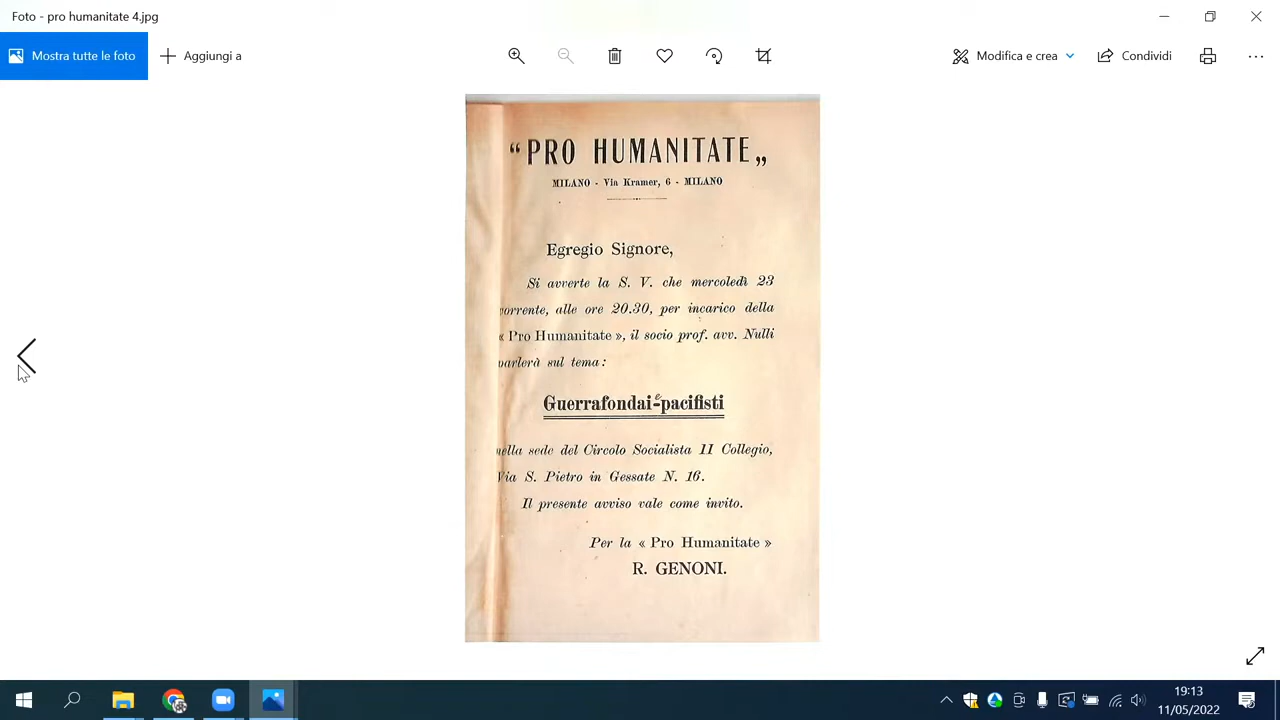 Foto - pro humanitate 4.jpg
Mostra tutte le foto
Aggiungi a
Modifica e crea
Condividi
“PRO HUMANITATE„
MILANO - Via Kramer, 6 - MILANO
Egregio Signore,
Si avverte la S. V. che mercoledì 23
corrente, alle ore 20.30, per incarico della
« Pro Humanitate », il socio prof. avv. Nulli
parlerà sul tema:
Guerrafondai e pacifisti
nella sede del Circolo Socialista II Collegio,
Via S. Pietro in Gessate N. 16.
Il presente avviso vale come invito.
Per la « Pro Humanitate »
R. GENONI.
19:13
11/05/2022